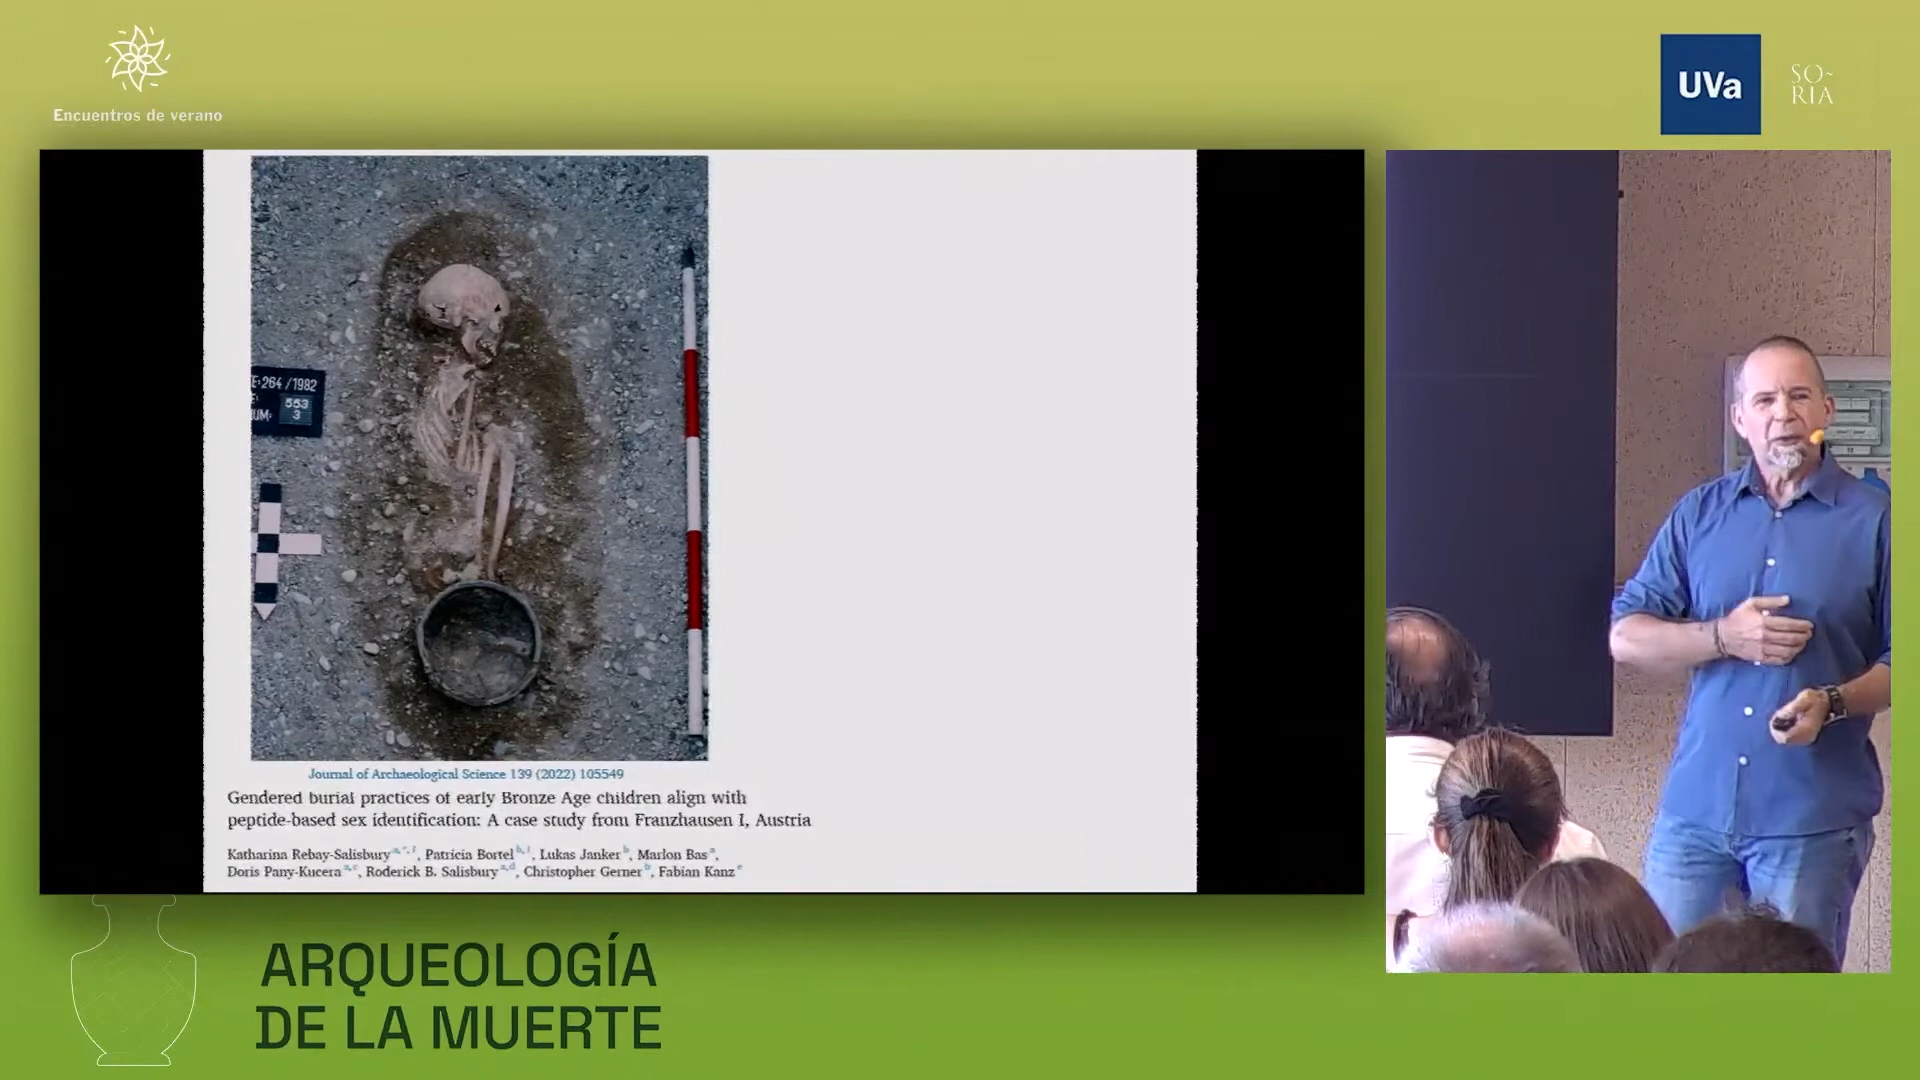 Encuentros de verano
UVa
SO~
RIA
E:264/1982
553
UM: 3
Journal of Archaeological Science 139 (2022) 105549
Gendered burial practices of early Bronze Age children align with
peptide-based sex identification: A case study from Franzhausen I, Austria
Katharina Rebay-Salisbury a,*,1, Patricia Bortel b,1, Lukas Janker b, Marlon Bas a,
Doris Pany-Kucera a,c, Roderick B. Salisbury a,d, Christopher Gerner b, Fabian Kanz e
ARQUEOLOGÍA
DE LA MUERTE